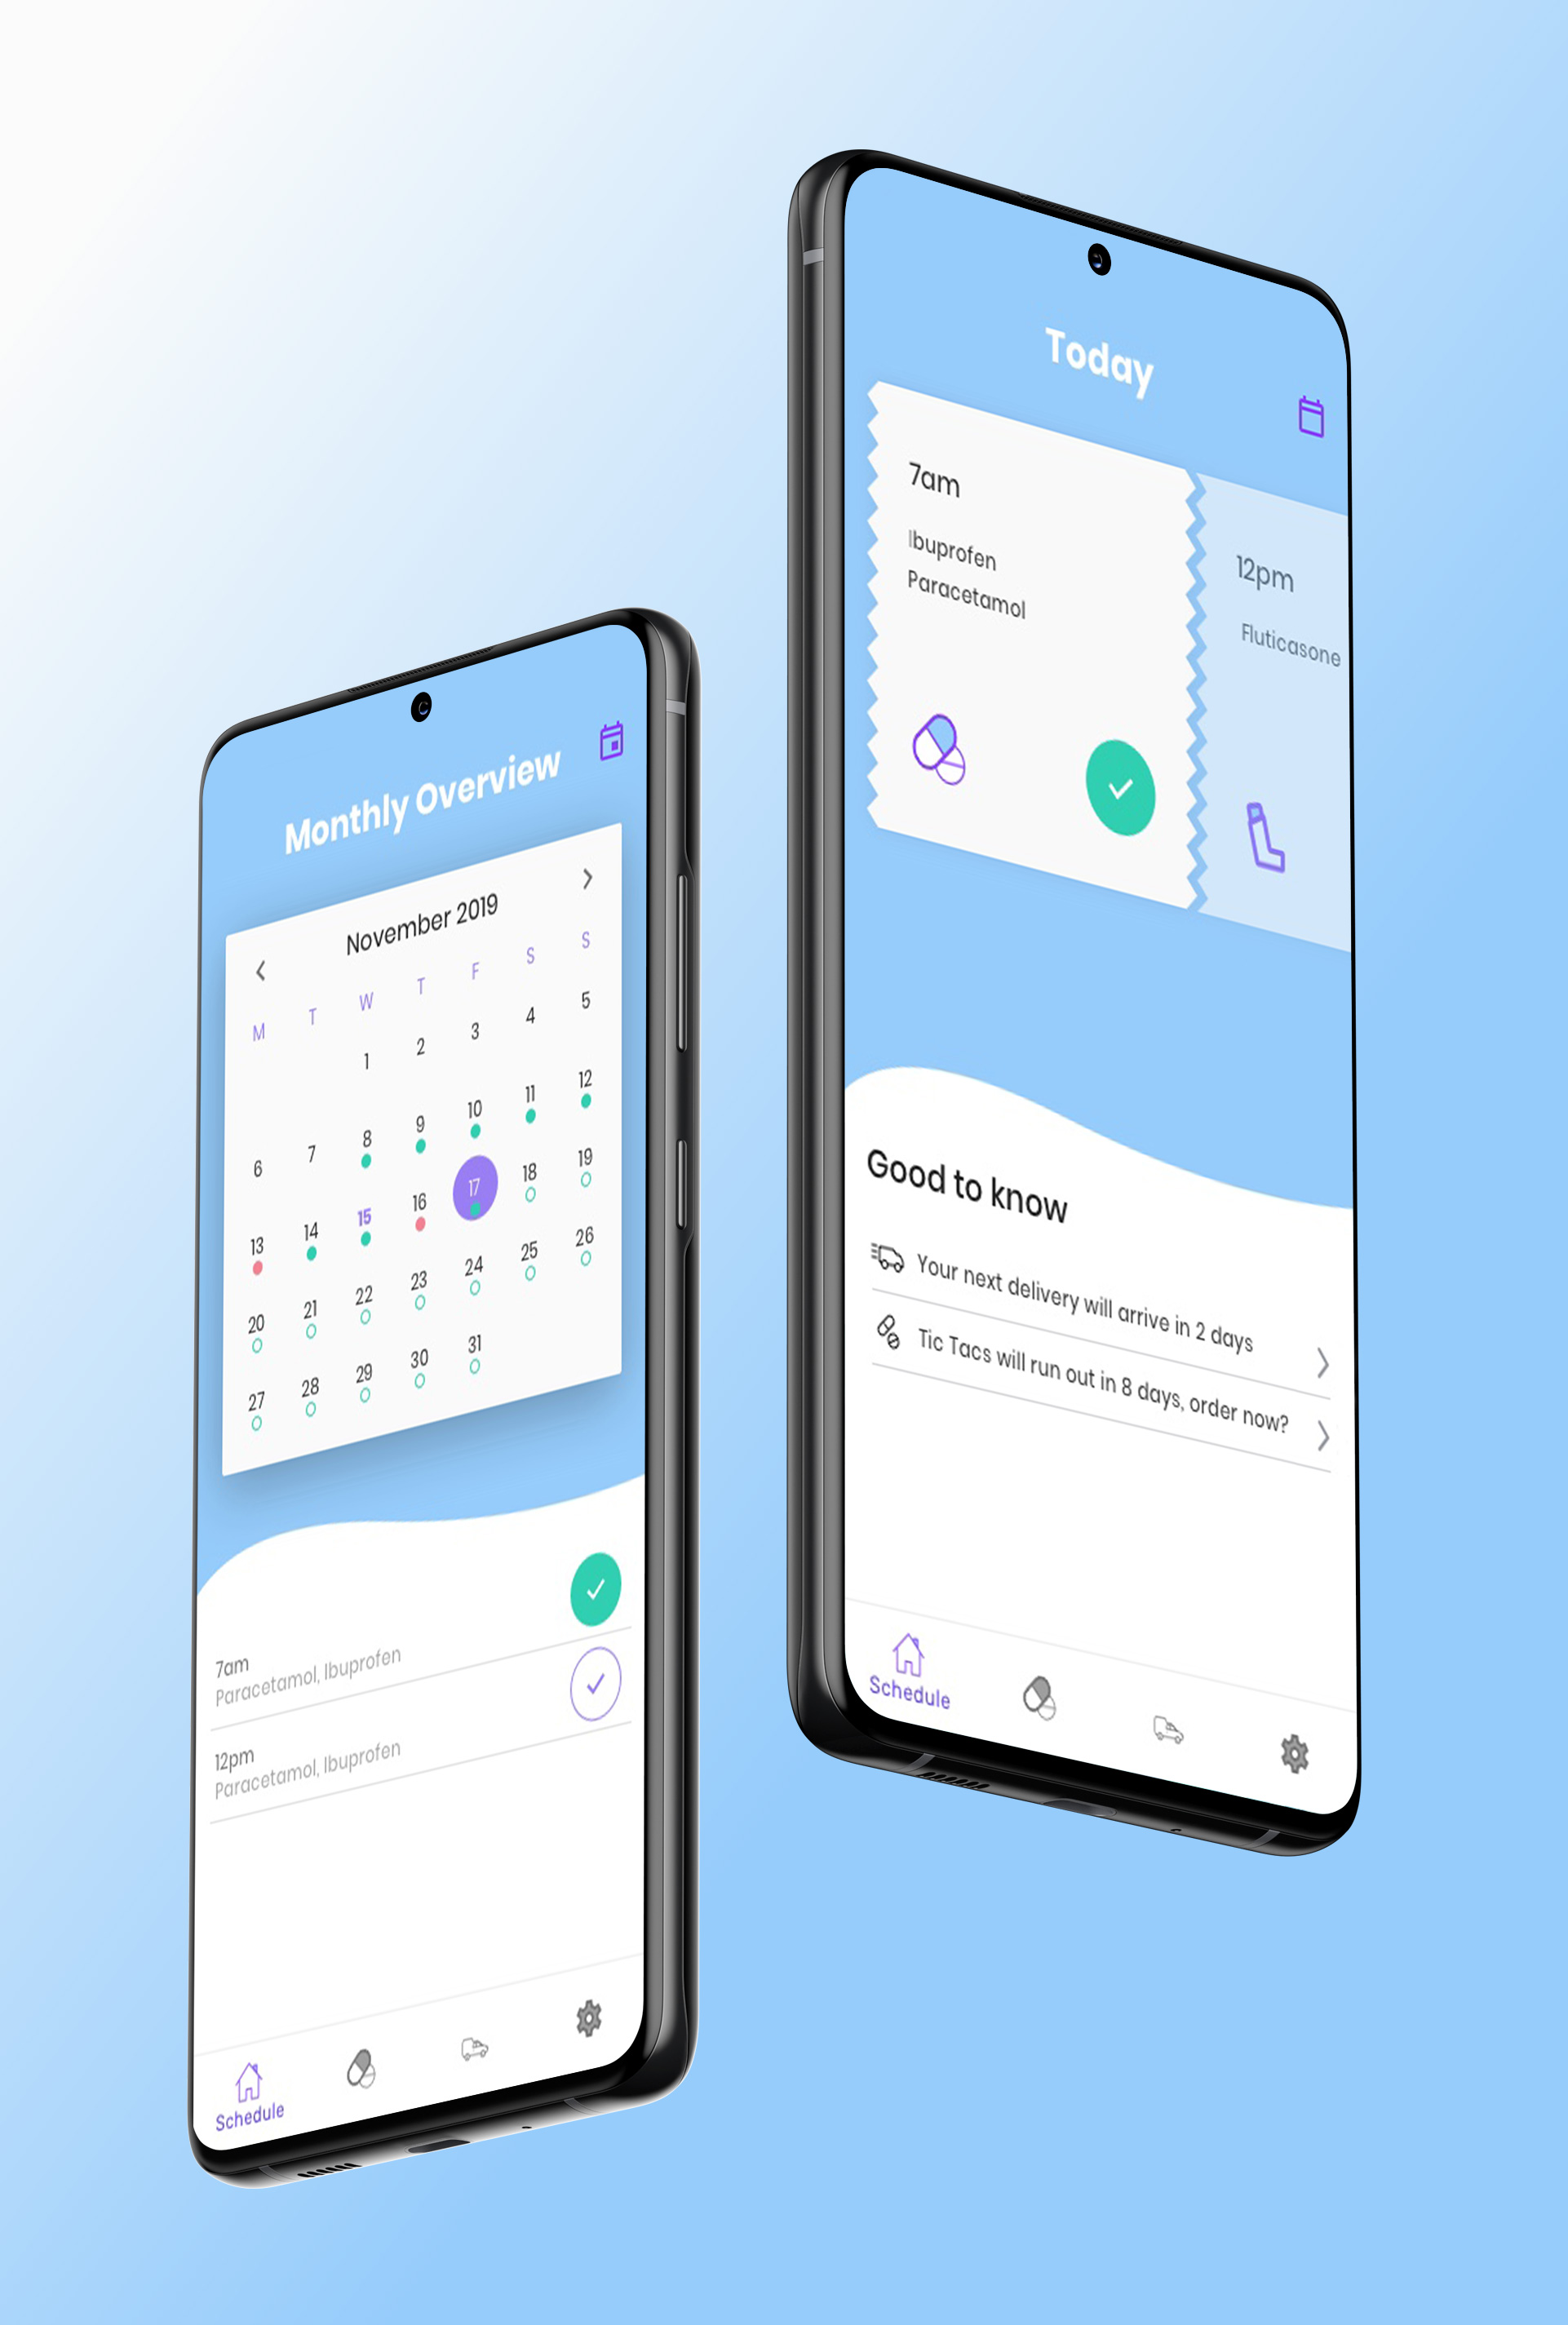 Today
7am
Ibuprofen
Paracetamol
12pm
Fluticasone
Good to know
Your next delivery will arrive in 2 days
Tic Tacs will run out in 8 days, order now?
Schedule
Monthly Overview
November 2019
M T W T F S S
1 2 3 4 5
6 7 8 9 10 11 12
13 14 15 16 17 18 19
20 21 22 23 24 25 26
27 28 29 30 31
7am
Paracetamol, Ibuprofen
12pm
Paracetamol, Ibuprofen
Schedule